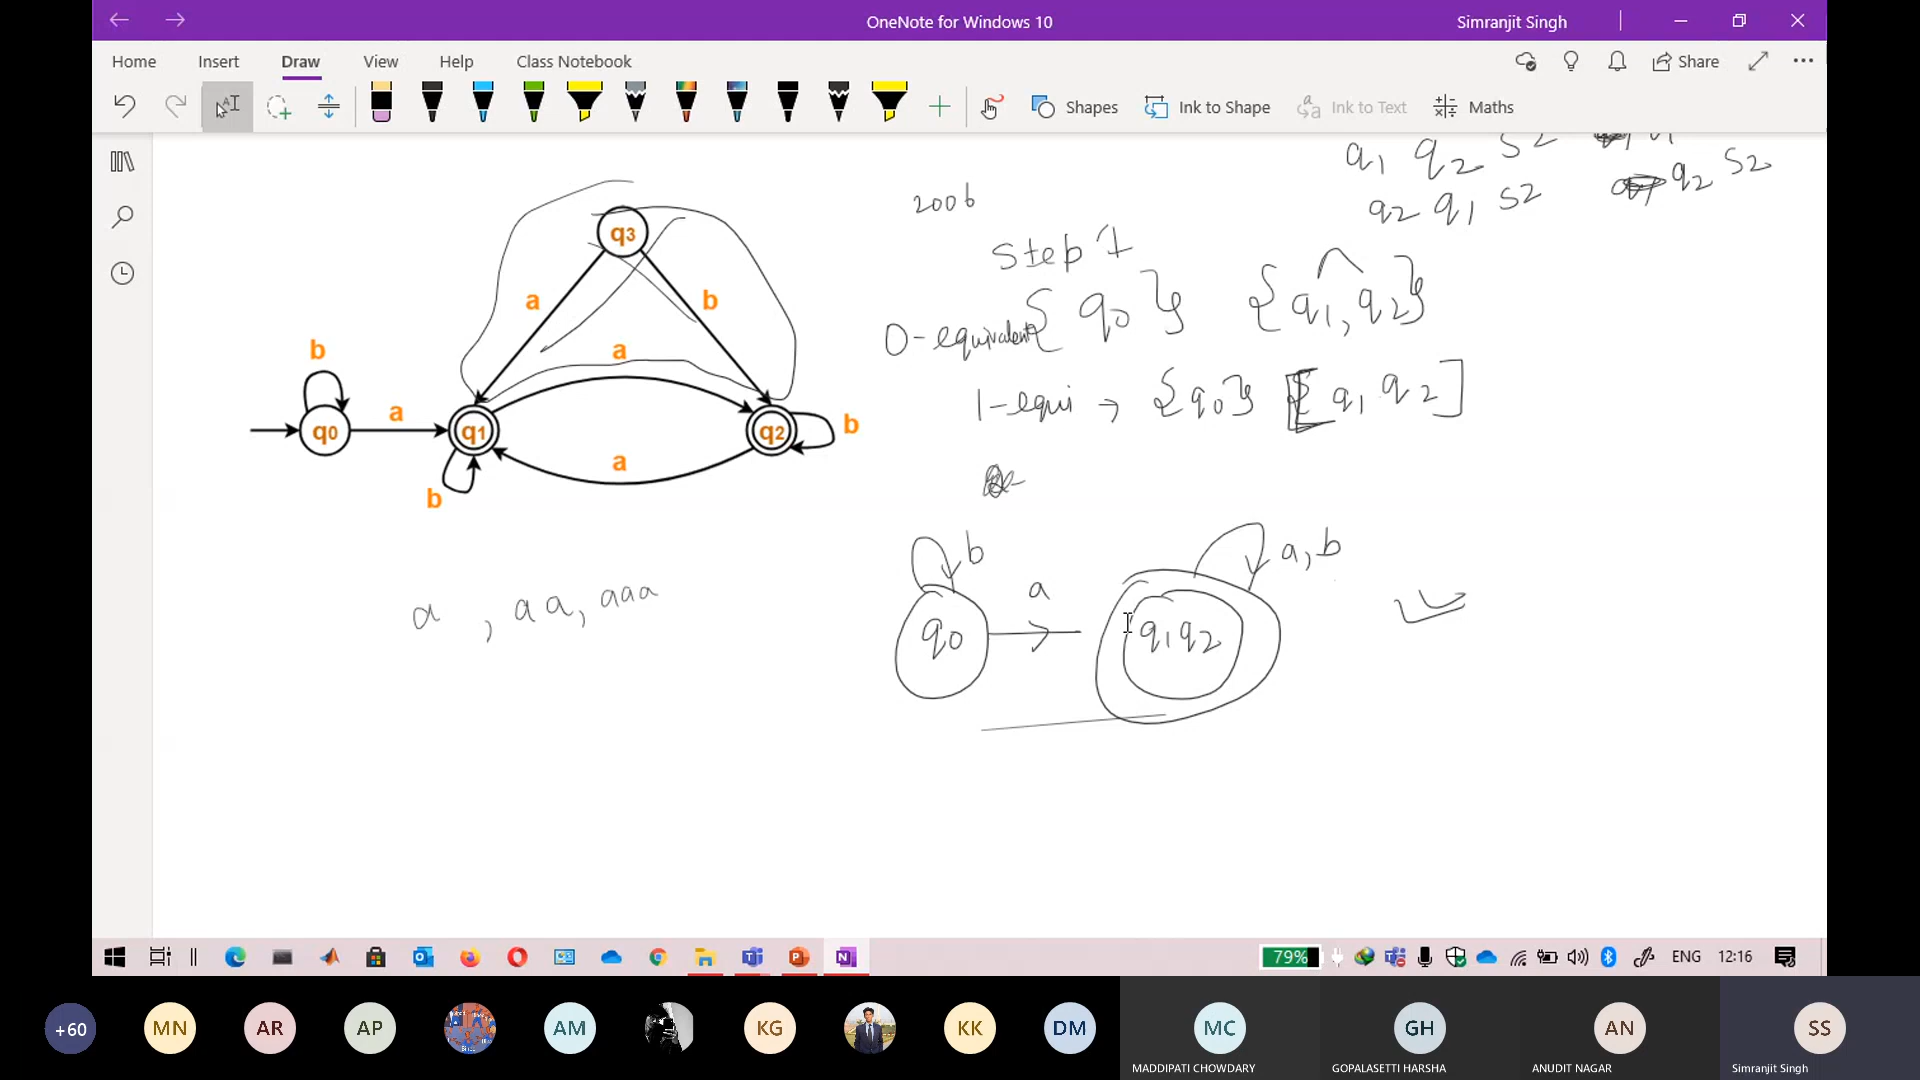 OneNote for Windows 10
Simranjit Singh
Home Insert Draw View Help Class Notebook
Share
Shapes Ink to Shape Ink to Text Maths
q1 q2 S2
q2 S2
q2 q1 S2
2006
Step 1
{ q0 } { q1, q2 }
0-equivalent
1-equi → { q0 } [ q1 q2 ]
q3
a b
a
b
q0 a q1 q2 b
a
b
b
a, b
a
a , aa, aaa
q0
q1q2
79%
ENG 12:16
+60 MN AR AP AM KG KK DM MC GH AN SS
MADDIPATI CHOWDARY GOPALASETTI HARSHA ANUDIT NAGAR Simranjit Singh